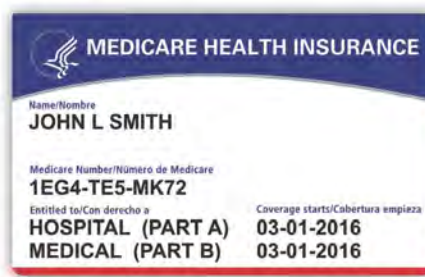 MEDICARE HEALTH INSURANCE
Name/Nombre
JOHN L SMITH
Medicare Number/Número de Medicare
1EG4-TE5-MK72
Entitled to/Con derecho a Coverage starts/Cobertura empieza
HOSPITAL (PART A) 03-01-2016
MEDICAL (PART B) 03-01-2016